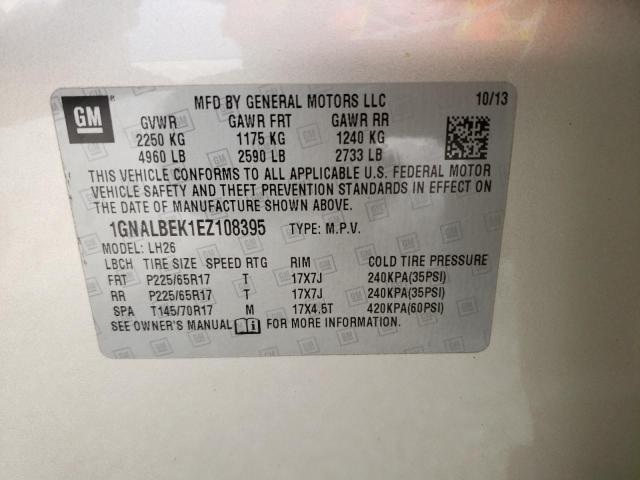 GM
MFD BY GENERAL MOTORS LLC 10/13
GVWR GAWR FRT GAWR RR
2250 KG 1175 KG 1240 KG
4960 LB 2590 LB 2733 LB
THIS VEHICLE CONFORMS TO ALL APPLICABLE U.S. FEDERAL MOTOR
VEHICLE SAFETY AND THEFT PREVENTION STANDARDS IN EFFECT ON
THE DATE OF MANUFACTURE SHOWN ABOVE.
1GNALBEK1EZ108395 TYPE: M.P.V.
MODEL: LH26
LBCH TIRE SIZE SPEED RTG RIM COLD TIRE PRESSURE
FRT P225/65R17 T 17X7J 240KPA(35PSI)
RR P225/65R17 T 17X7J 240KPA(35PSI)
SPA T145/70R17 M 17X4.5T 420KPA(60PSI)
SEE OWNER'S MANUAL FOR MORE INFORMATION.